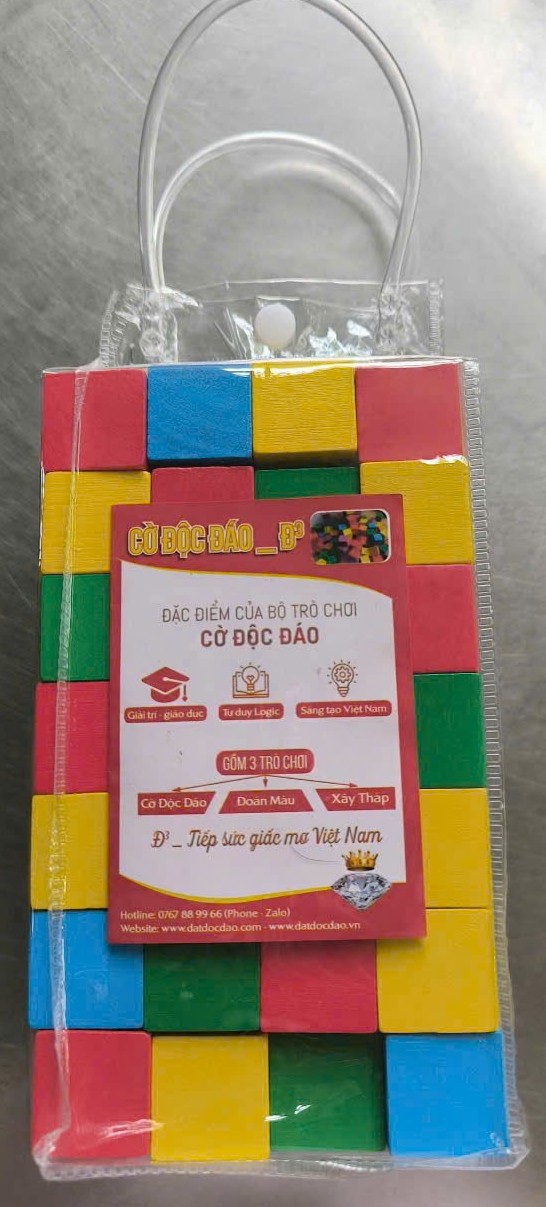 CỜ ĐỘC ĐÁO _ Đ³
ĐẶC ĐIỂM CỦA BỘ TRÒ CHƠI
CỜ ĐỘC ĐÁO
Giải trí - giáo dục
Tư duy Logic
Sáng tạo Việt Nam
GỒM 3 TRÒ CHƠI
Cờ Độc Đáo
Đoán Màu
Xây Tháp
Đ³ _ Tiếp sức giấc mơ Việt Nam
Hotline: 0767 88 99 66 (Phone - Zalo)
Website: www.datdocdao.com - www.datdocdao.vn